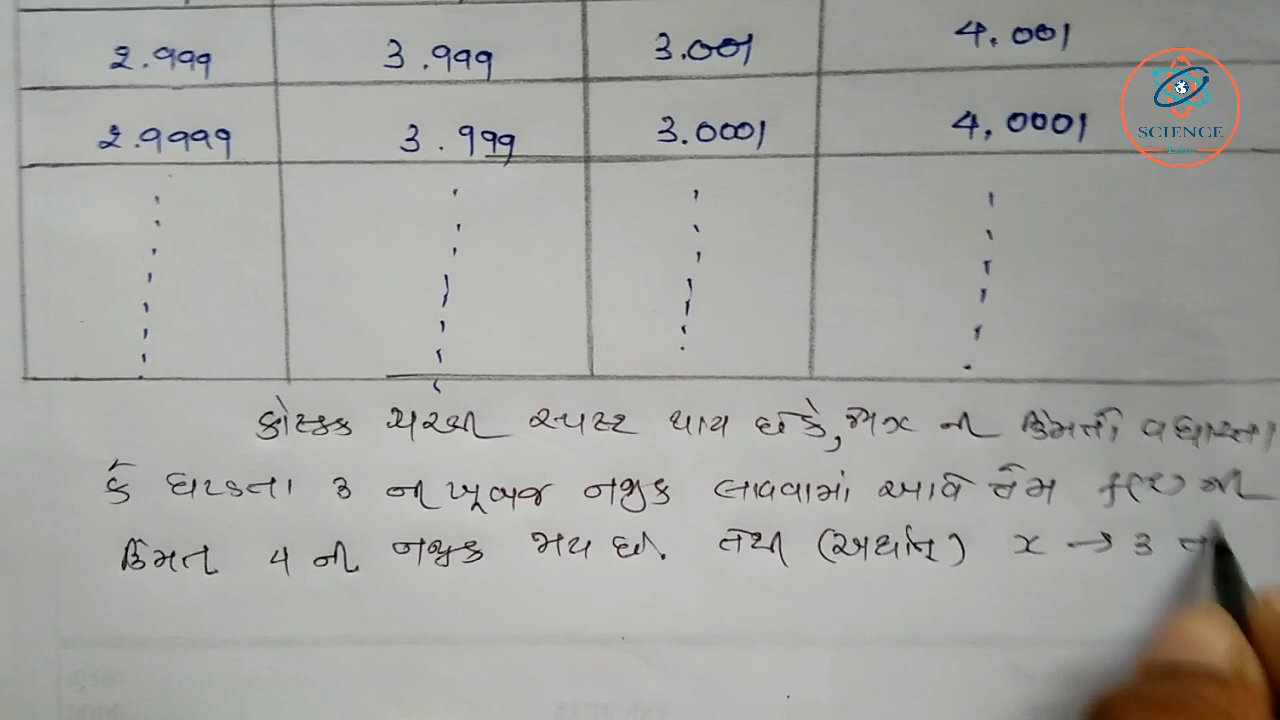 2.999 3.999 3.001 4.001
2.9999 3.999 3.0001 4.0001
SCIENCE
કોષ્ટક પરથી સ્પષ્ટ થાય છે કે, જેમ x ની કિંમતો વધારતા
કે ઘટાડતા 3 ની ખૂબજ નજીક લાવવામાં આવે તેમ f(x) ની
કિંમત 4 ની નજીક જાય છે. તેથી (અર્થાત્) x → 3